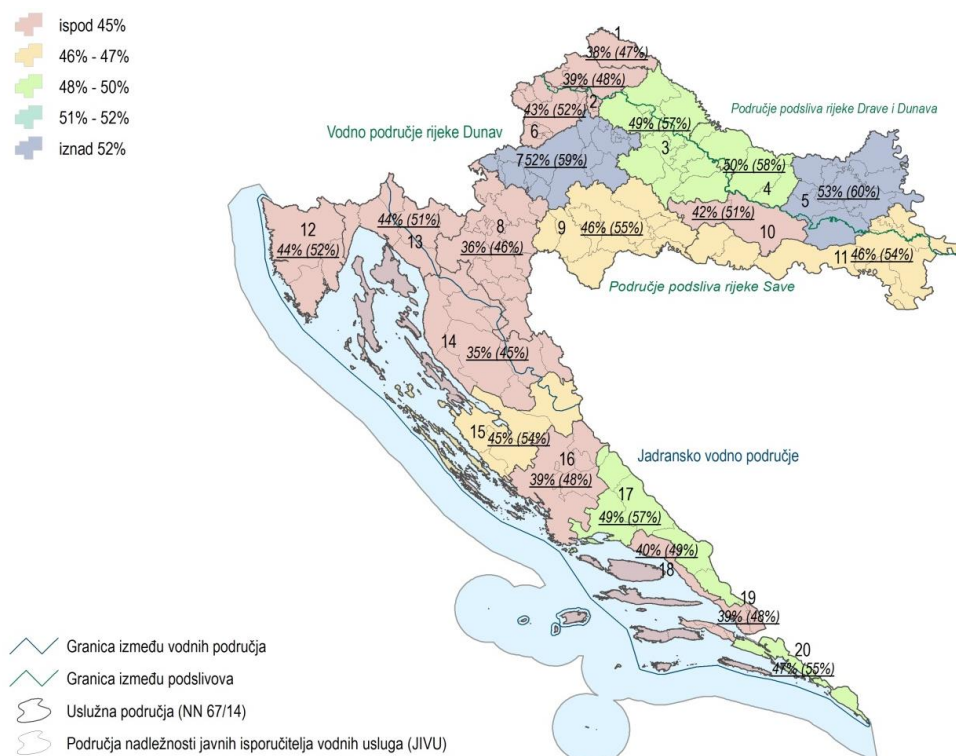 ispod 45%
46% - 47%
48% - 50%
51% - 52%
iznad 52%
1
38% (47%)
39% (48%)
2
43% (52%)
6
Vodno područje rijeke Dunav
Područje podsliva rijeke Drave i Dunava
49% (57%)
3
7 52% (59%)
50% (58%)
4
5 53% (60%)
12
44% (52%)
44% (51%)
13
8
36% (46%)
9 46% (55%)
42% (51%)
10
11 46% (54%)
Područje podsliva rijeke Save
14
35% (45%)
15
45% (54%)
16
39% (48%)
Jadransko vodno područje
17
49% (57%)
40% (49%)
18
19
39% (48%)
20
47% (55%)
Granica između vodnih područja
Granica između podslivova
Uslužna područja (NN 67/14)
Područja nadležnosti javnih isporučitelja vodnih usluga (JIVU)